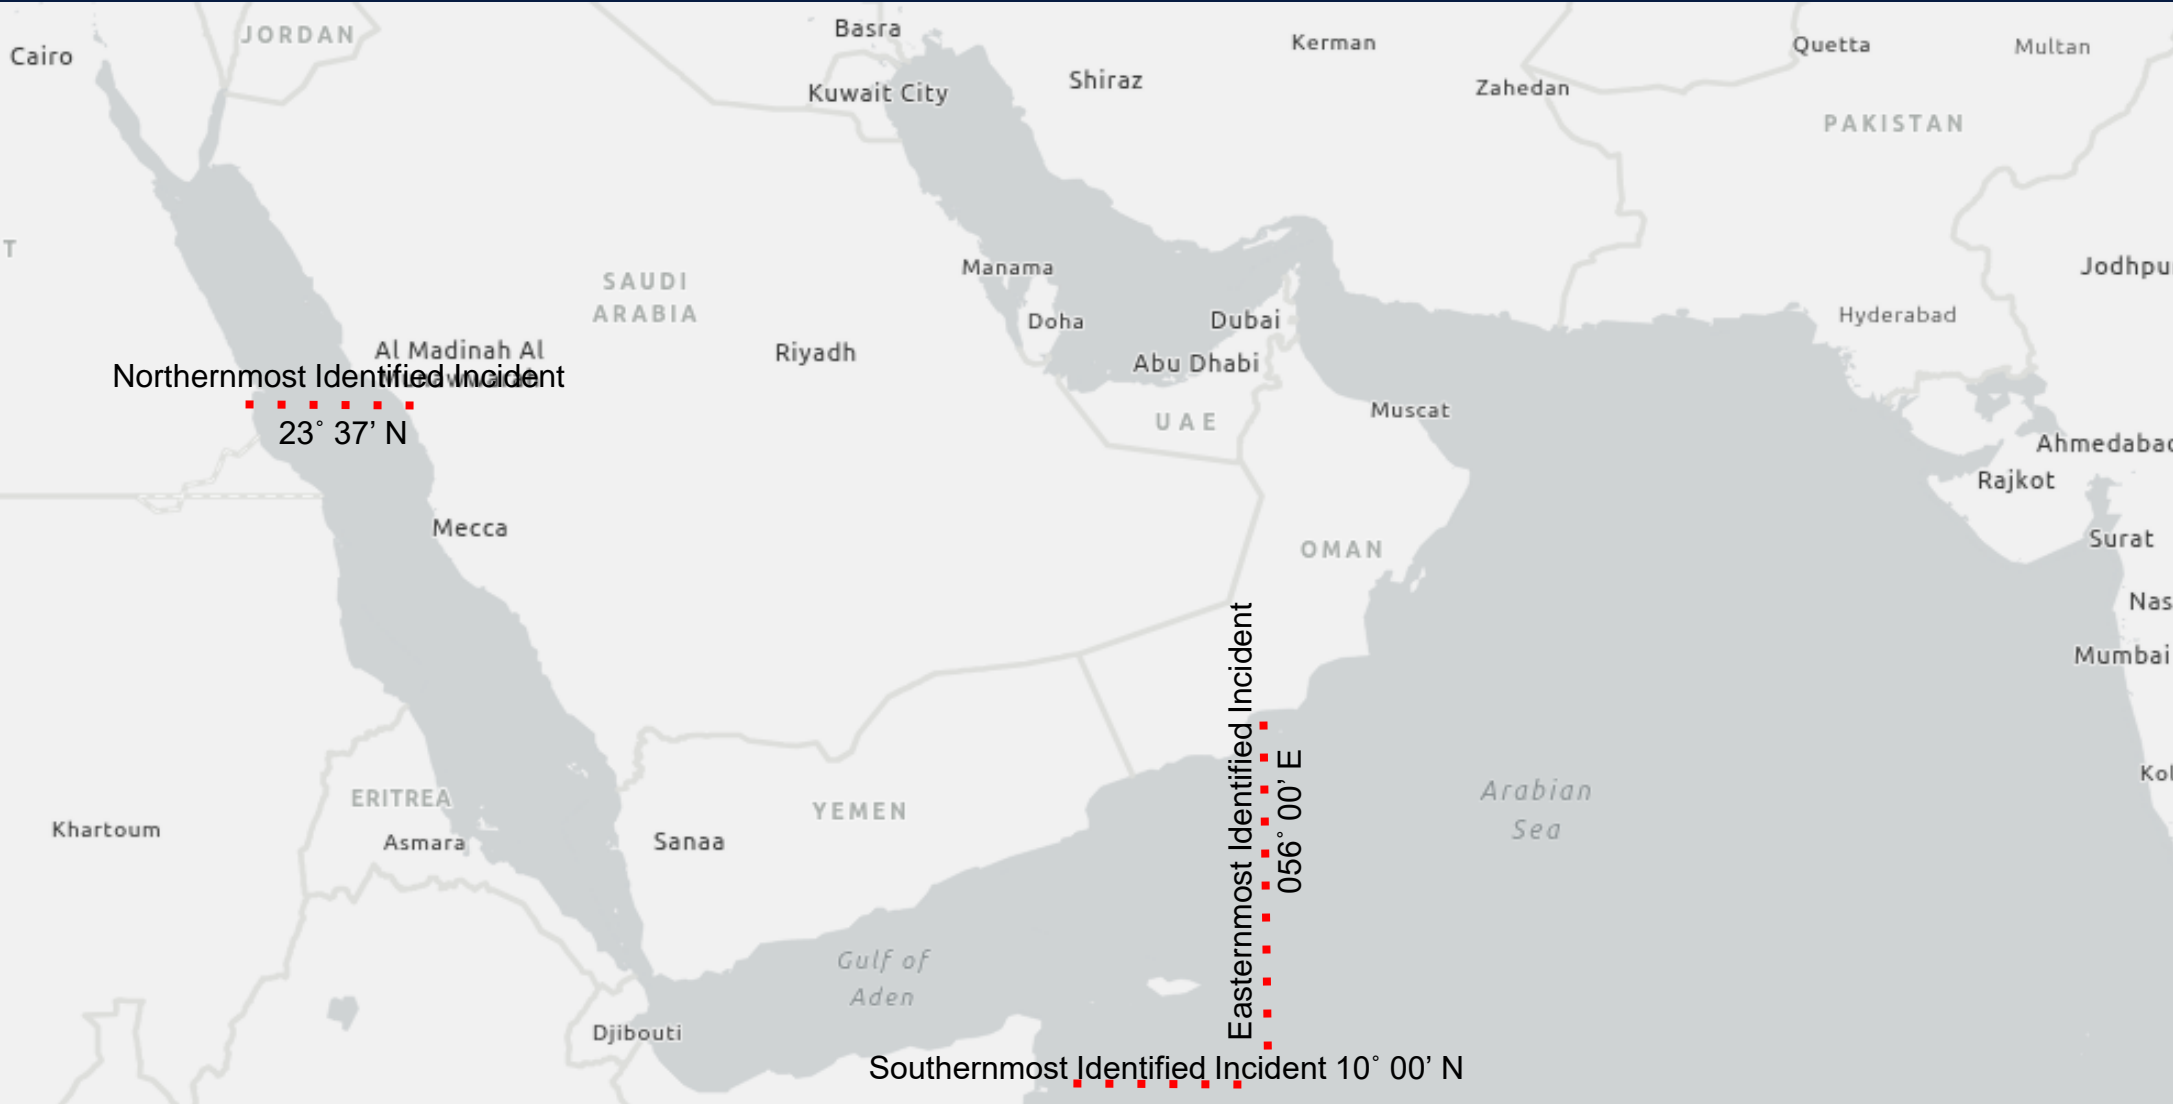 JORDAN
Cairo
Basra
Kuwait City
Shiraz
Kerman
Zahedan
Quetta
Multan
PAKISTAN
T
SAUDI
ARABIA
Manama
Doha
Dubai
Abu Dhabi
UAE
Riyadh
Al Madinah Al
Munawwarah
Northernmost Identified Incident
23° 37’ N
Muscat
Hyderabad
Jodhpu
Ahmedabad
Rajkot
Surat
Nas
Mumbai
Kol
Mecca
OMAN
Easternmost Identified Incident
056° 00’ E
Arabian
Sea
ERITREA
Asmara
Khartoum
Sanaa
YEMEN
Gulf of
Aden
Djibouti
Southernmost Identified Incident 10° 00’ N